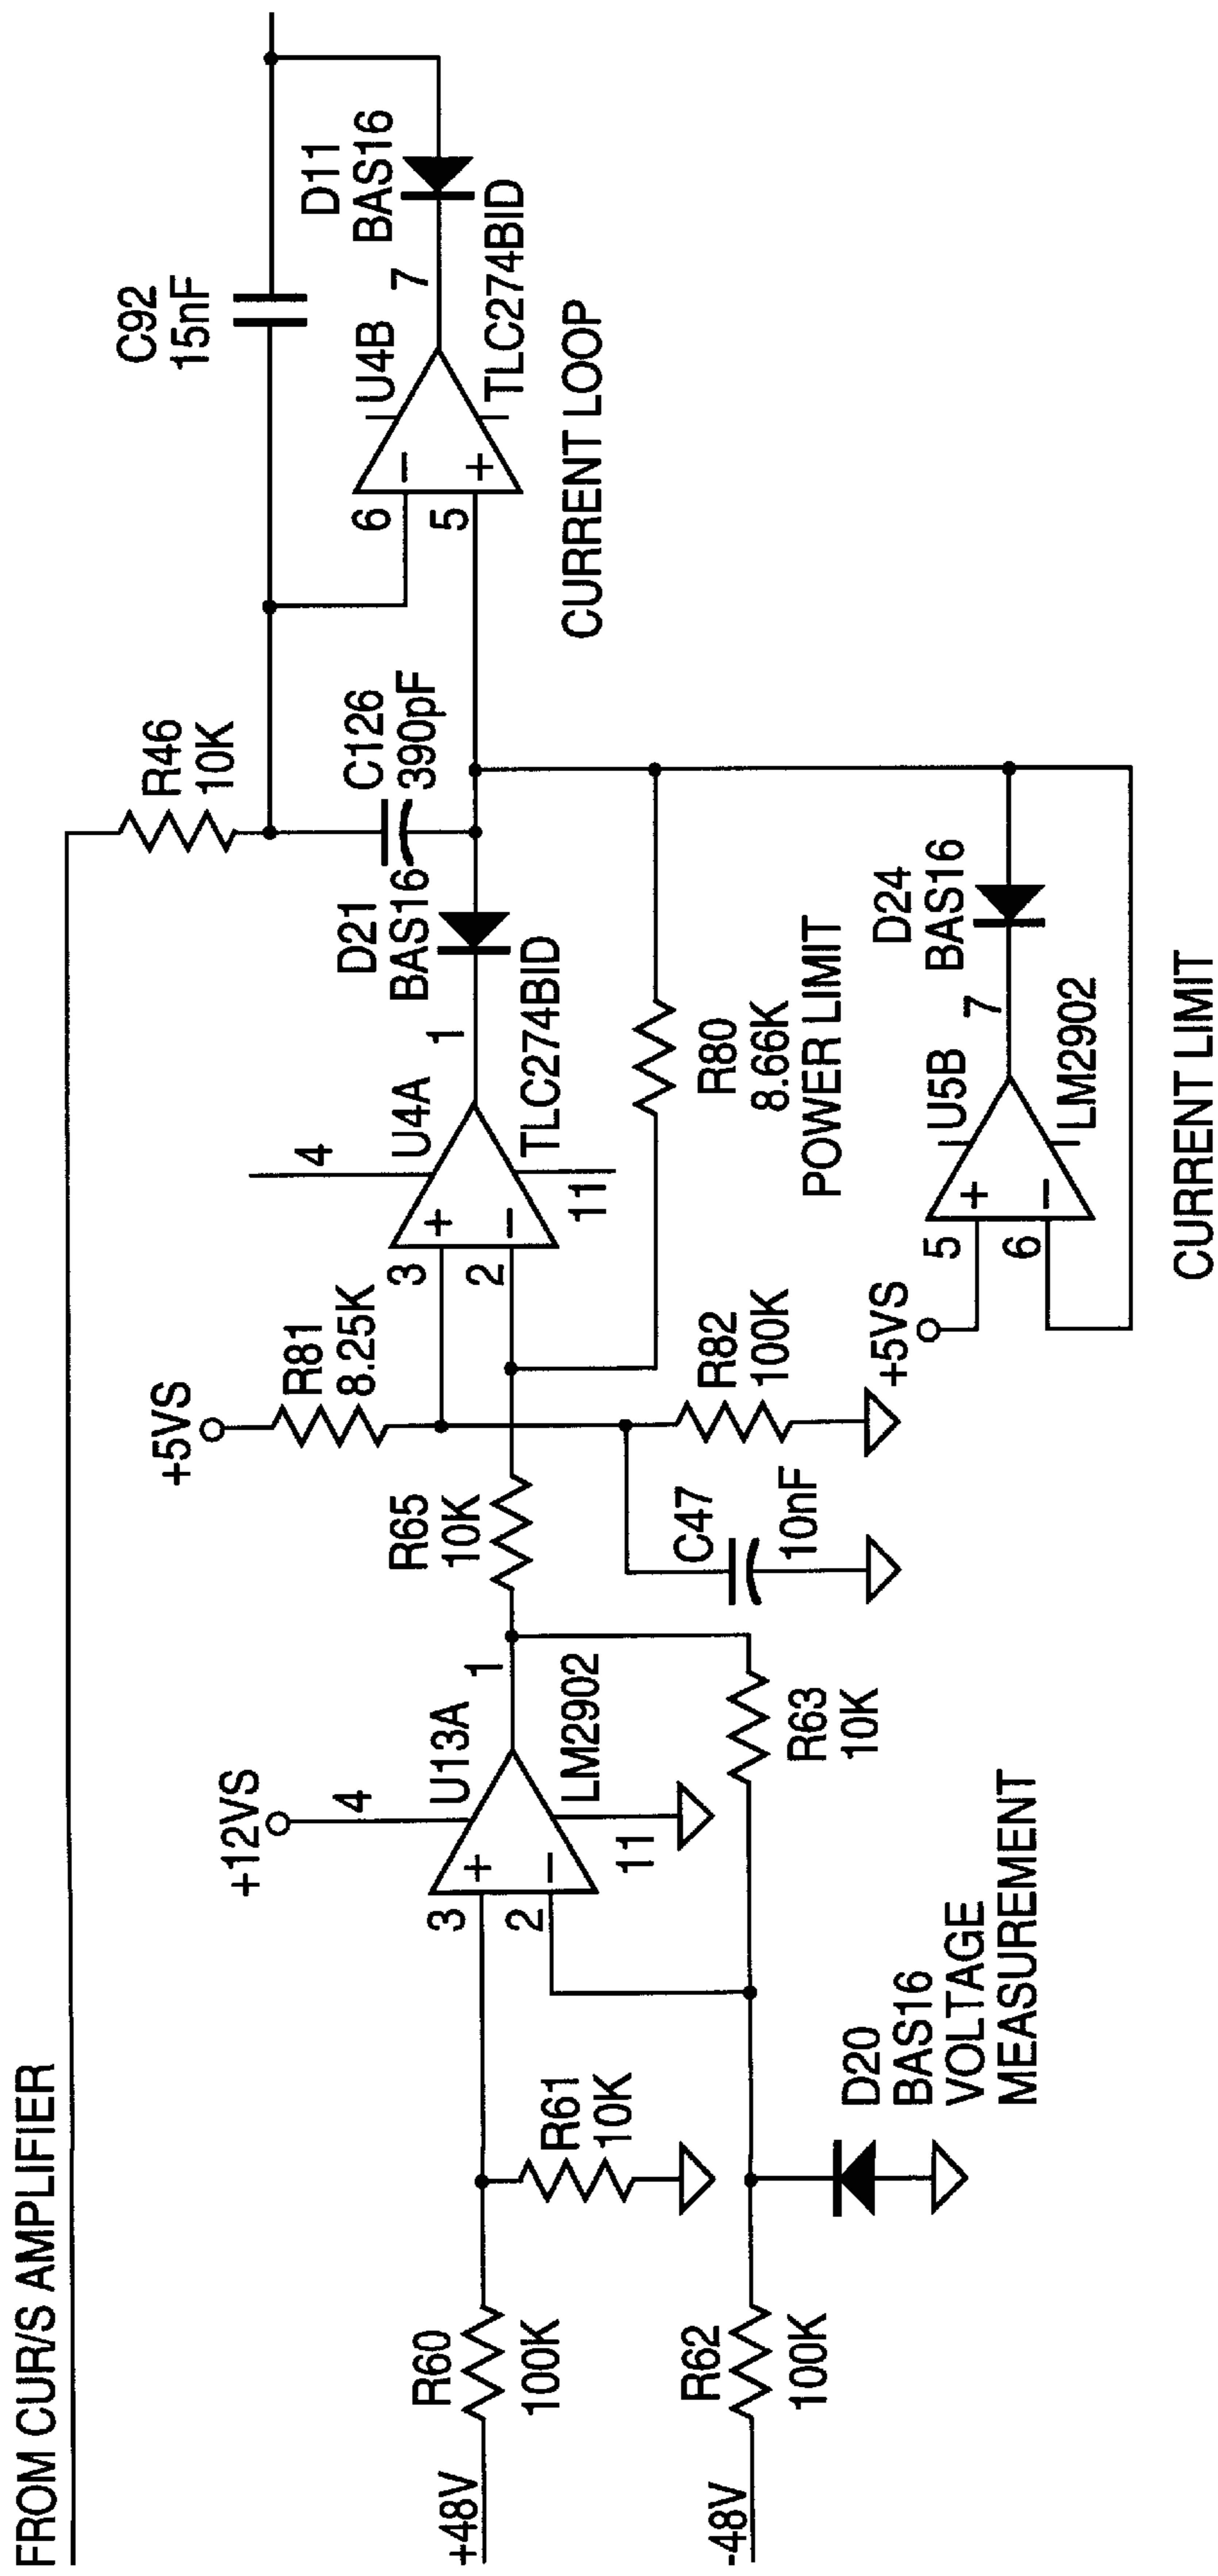 FROM CUR/S AMPLIFIER
+48V
R60
100K
-48V
R62
100K
R61
10K
D20
BAS16
VOLTAGE
MEASUREMENT
+12VS
4
3
2
+
−
11
U13A
LM2902
1
R63
10K
R65
10K
+5VS
R81
8.25K
C47
10nF
R82
100K
3
2
+
−
4
11
U4A
TLC274BID
1
D21
BAS16
R80
8.66K
POWER LIMIT
+5VS
5
6
+
−
U5B
LM2902
7
D24
BAS16
CURRENT LIMIT
R46
10K
C126
390pF
6
5
−
+
U4B
TLC274BID
7
CURRENT LOOP
C92
15nF
D11
BAS16